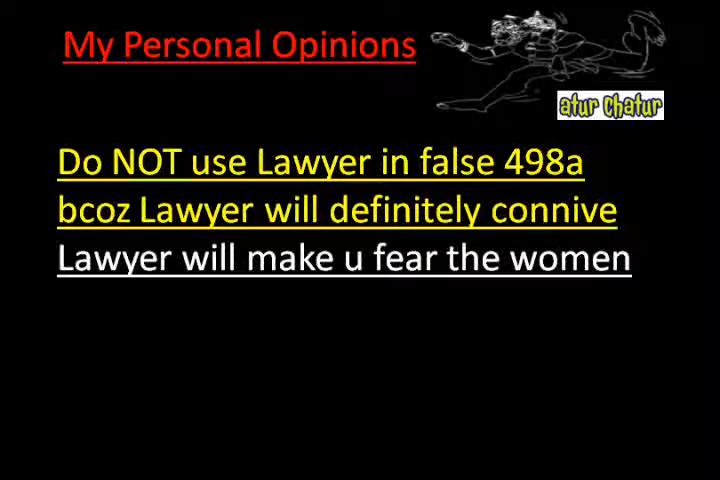 My Personal Opinions
atur chatur
Do NOT use Lawyer in false 498a
bcoz Lawyer will definitely connive
Lawyer will make u fear the women